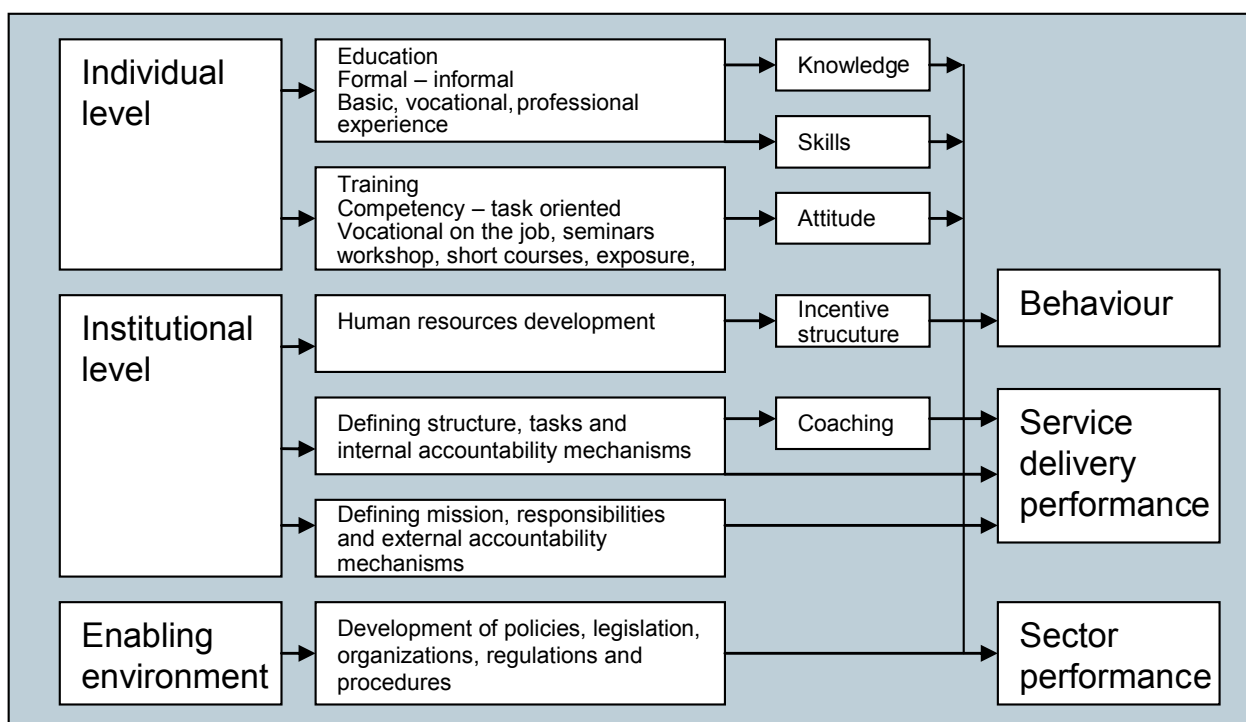 Individual
level
Education
Formal – informal
Basic, vocational, professional
experience
Knowledge
Skills
Training
Competency – task oriented
Vocational on the job, seminars
workshop, short courses, exposure,
Attitude
Institutional
level
Human resources development
Incentive
strucuture
Behaviour
Defining structure, tasks and
internal accountability mechanisms
Coaching
Service
delivery
performance
Defining mission, responsibilities
and external accountability
mechanisms
Enabling
environment
Development of policies, legislation,
organizations, regulations and
procedures
Sector
performance